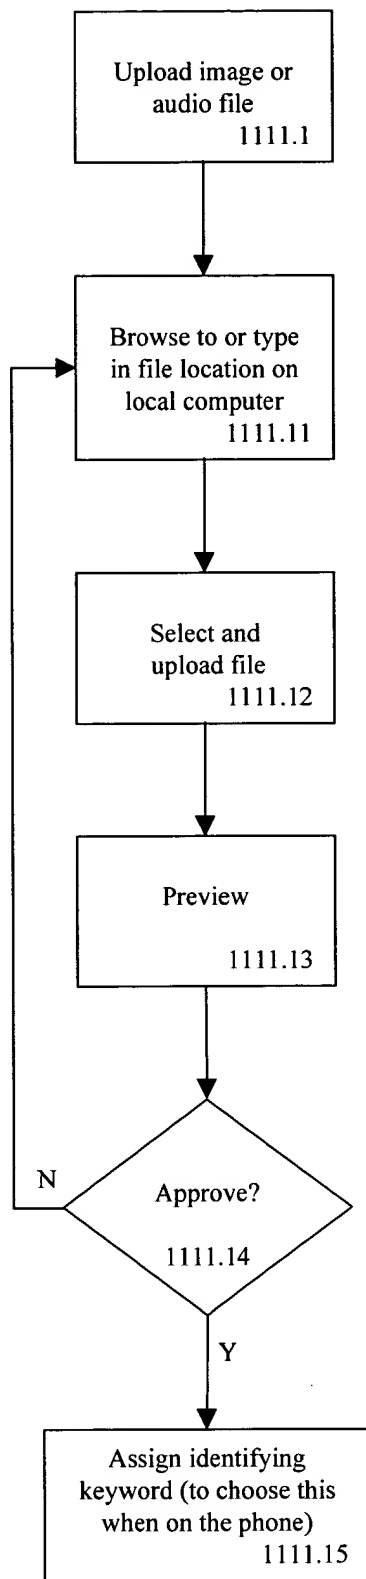 Upload image or
audio file
1111.1
Browse to or type
in file location on
local computer
1111.11
Select and
upload file
1111.12
Preview
1111.13
N
Approve?
1111.14
Y
Assign identifying
keyword (to choose this
when on the phone)
1111.15